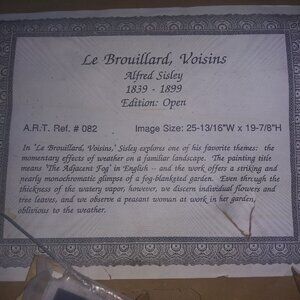 Le Brouillard, Voisins
Alfred Sisley
1839 - 1899
Edition: Open
A.R.T. Ref. # 082 Image Size: 25-13/16"W x 19-7/8"H
In 'Le Brouillard, Voisins,' Sisley explores one of his favorite themes: the
momentary effects of weather on a familiar landscape. The painting title
means 'The Adjacent Fog' in English -- and the work offers a striking and
nearly monochromatic glimpse of a fog-blanketed garden. Even through the
thickness of the watery vapor, however, we discern individual flowers and
tree leaves, and we observe a peasant woman at work in her garden,
oblivious to the weather.